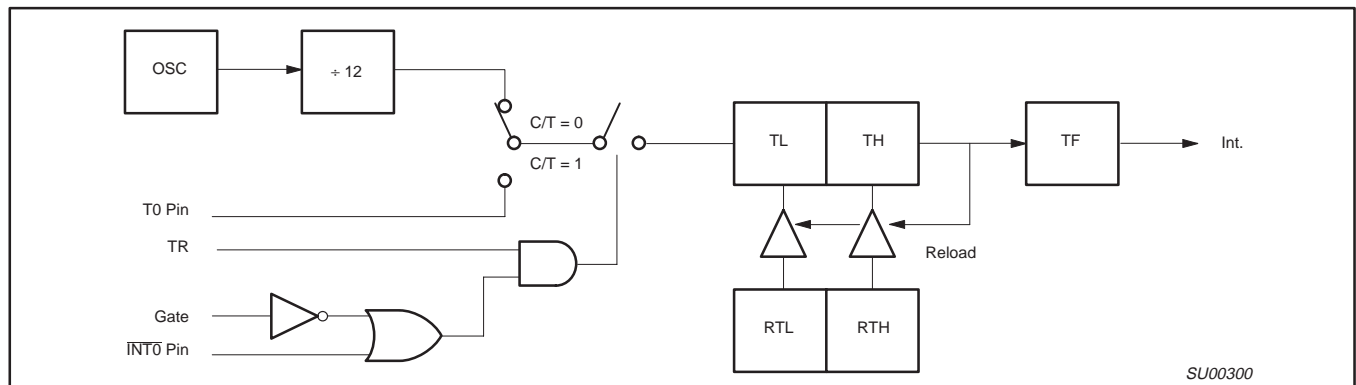 OSC
÷ 12
C/T = 0
C/T = 1
TL
TH
TF
Int.
T0 Pin
TR
Reload
Gate
INT0 Pin
RTL
RTH
SU00300